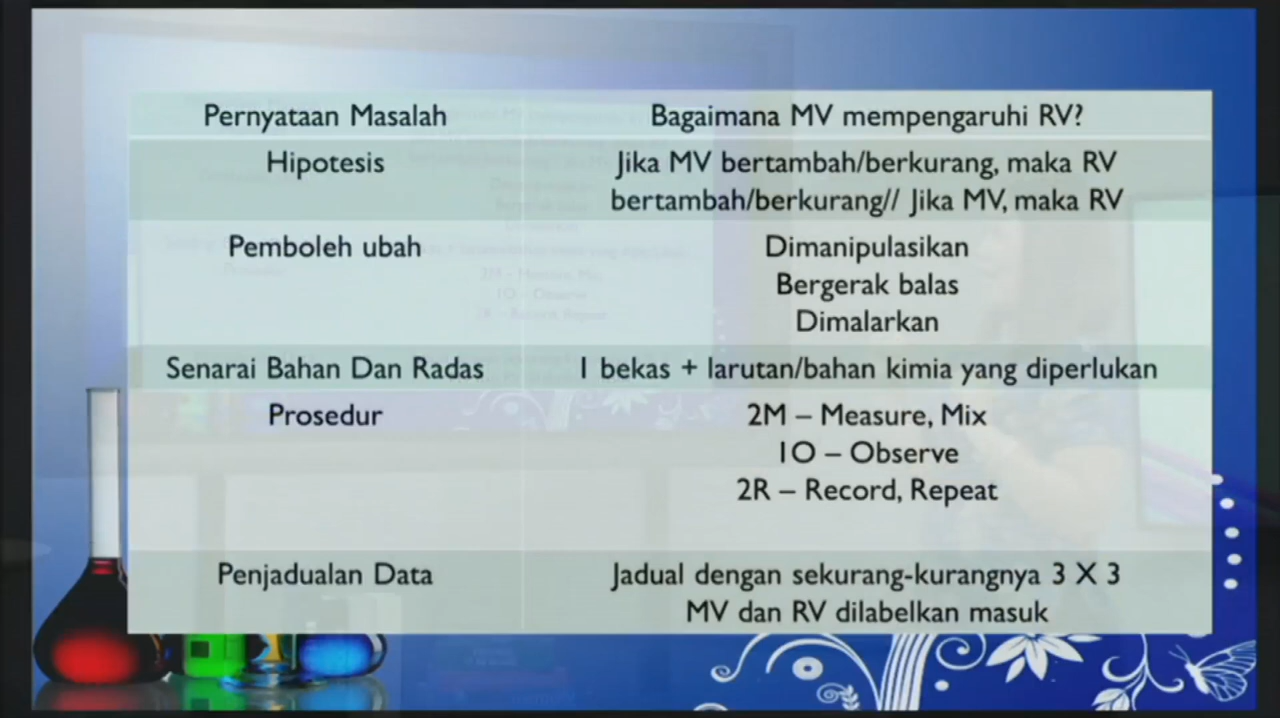 Pernyataan Masalah
Bagaimana MV mempengaruhi RV?
Hipotesis
Jika MV bertambah/berkurang, maka RV
bertambah/berkurang// Jika MV, maka RV
Pemboleh ubah
Dimanipulasikan
Bergerak balas
Dimalarkan
Senarai Bahan Dan Radas
1 bekas + larutan/bahan kimia yang diperlukan
Prosedur
2M – Measure, Mix
1O – Observe
2R – Record, Repeat
Penjadualan Data
Jadual dengan sekurang-kurangnya 3 X 3
MV dan RV dilabelkan masuk